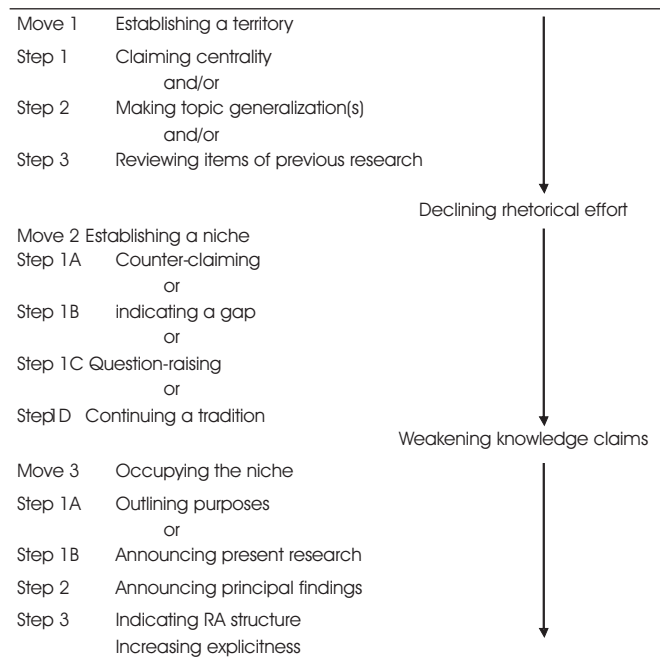 Move 1 Establishing a territory
Step 1 Claiming centrality
and/or
Step 2 Making topic generalization(s)
and/or
Step 3 Reviewing items of previous research
Declining rhetorical effort
Move 2 Establishing a niche
Step 1A Counter-claiming
or
Step 1B indicating a gap
or
Step 1C Question-raising
or
Step1D Continuing a tradition
Weakening knowledge claims
Move 3 Occupying the niche
Step 1A Outlining purposes
or
Step 1B Announcing present research
Step 2 Announcing principal findings
Step 3 Indicating RA structure
Increasing explicitness